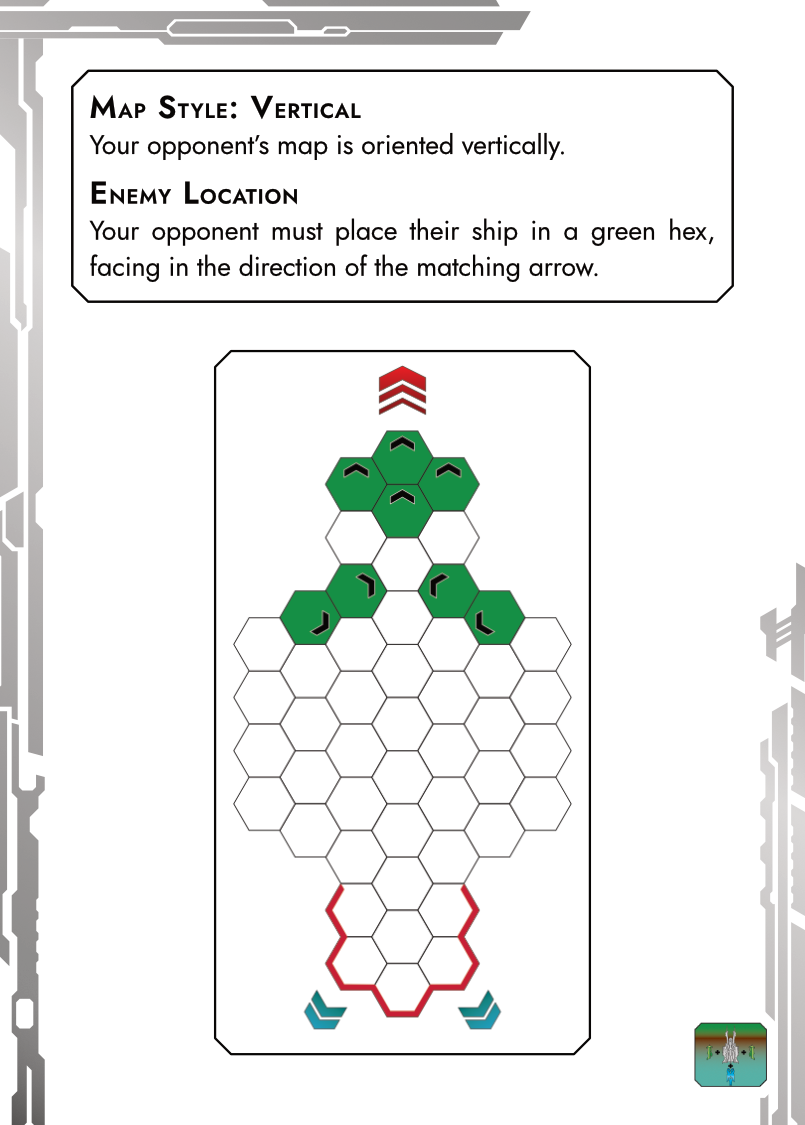 Map Style: Vertical
Your opponent's map is oriented vertically.
Enemy Location
Your opponent must place their ship in a green hex,
facing in the direction of the matching arrow.